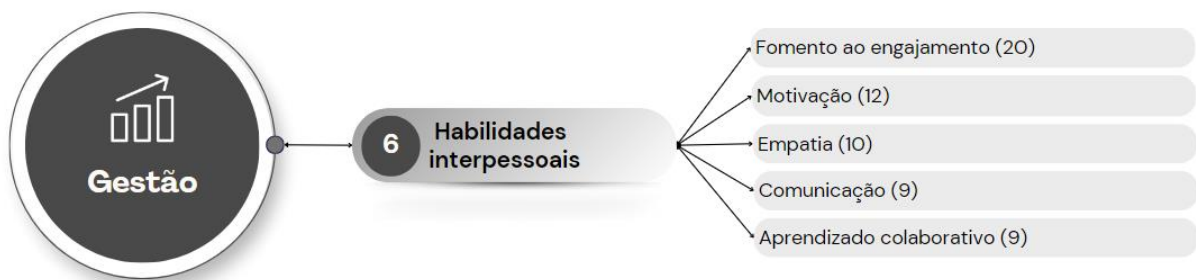 Gestão
6
Habilidades
interpessoais
Fomento ao engajamento (20)
Motivação (12)
Empatia (10)
Comunicação (9)
Aprendizado colaborativo (9)